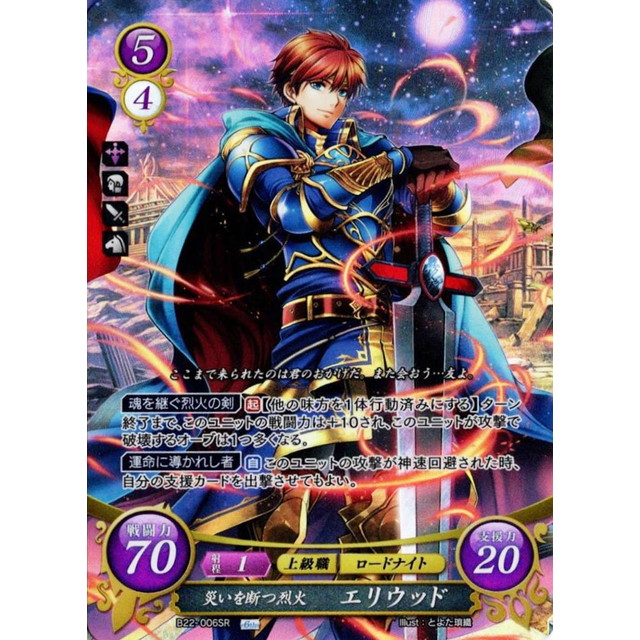 5
4
ここまで来られたのは君のおかげだ。また会おう…友よ。
魂を継ぐ烈火の剣 起【他の味方を1体行動済みにする】ターン
終了まで、このユニットの戦闘力は+10され、このユニットが攻撃で
破壊するオーブは1つ多くなる。
運命に導かれし者 自 このユニットの攻撃が神速回避された時、
自分の支援カードを出撃させてもよい。
戦闘力
70
射程 1 上級職 ロードナイト
支援力
20
災いを断つ烈火 エリウッド
B22-006SR Illust:とよた瑣織